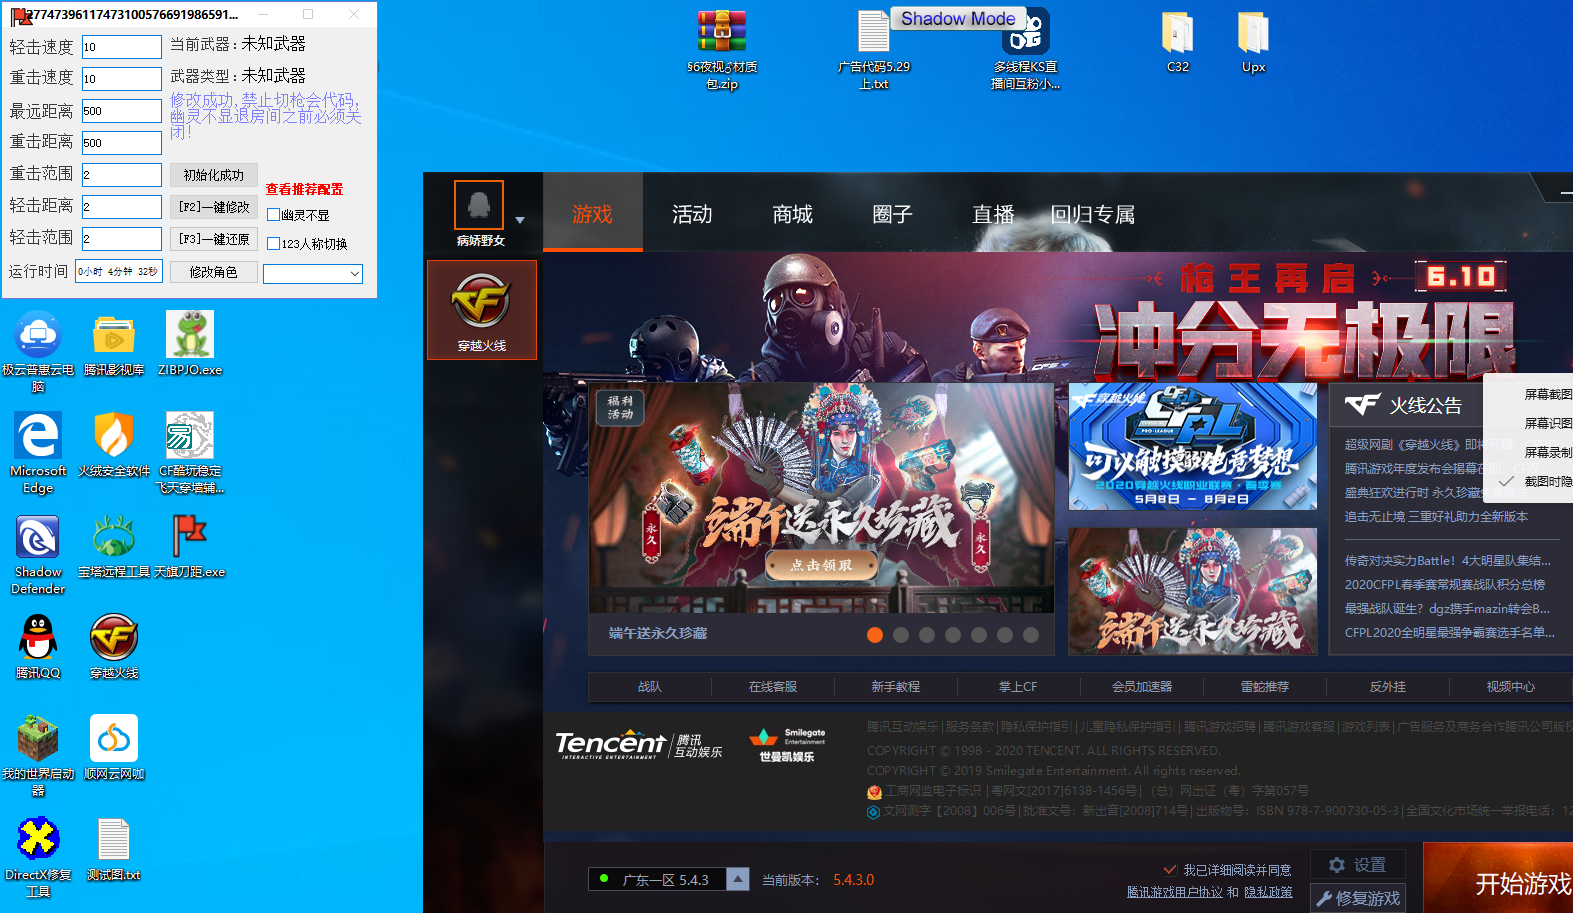 27747396117473100576691986591...
轻击速度 10
当前武器：未知武器
重击速度 10
武器类型：未知武器
最远距离 500
修改成功,禁止切枪会代码,
幽灵不显退房间之前必须关
闭!
重击距离 500
重击范围 2
初始化成功
查看推荐配置
轻击距离 2
[F2]一键修改
幽灵不显
轻击范围 2
[F3]一键还原
123人称切换
运行时间 0小时 4分钟 32秒
修改角色
§6夜视♂材质
包.zip
广告代码5.29
上.txt
Shadow Mode
多线程KS直
播间互粉小...
C32
Upx
极云普惠云电
脑
腾讯影视库
ZIBPJO.exe
Microsoft
Edge
火绒安全软件
CF酷玩稳定
飞天穿墙辅...
Shadow
Defender
宝塔远程工具
天旗刀距.exe
腾讯QQ
穿越火线
我的世界启动
器
顺网云网咖
DirectX修复
工具
测试图.txt
病娇野女
游戏
活动
商城
圈子
直播
回归专属
穿越火线
枪王再启
6.10
冲分无极限
福利
活动
永久
端午送永久珍藏
永久
点击领取
端午送永久珍藏
穿越火线
CFPL
PRO-LEAGUE
可以触摸的电竞梦想
2020穿越火线职业联赛·春季赛
5月8日 - 8月2日
端午送永久珍藏
火线公告
超级网剧《穿越火线》即将开播
腾讯游戏年度发布会揭幕在即
盛典狂欢进行时 永久珍藏
追击无止境 三重好礼助力全新版本
传奇对决实力Battle！4大明星队集结...
2020CFPL春季赛常规赛战队积分总榜
最强战队诞生？dgz携手mazin转会B...
CFPL2020全明星最强争霸赛选手名单...
屏幕截图
屏幕识图
屏幕录制
截图时隐
战队
在线客服
新手教程
掌上CF
会员加速器
雷蛇推荐
反外挂
视频中心
Tencent
INTERACTIVE ENTERTAINMENT
腾讯
互动娱乐
Smilegate
Entertainment
世曼凯娱乐
腾讯互动娱乐|服务条款|隐私保护指引|儿童隐私保护指引|腾讯游戏招聘|腾讯游戏客服|游戏列表|广告服务及商务合作腾讯公司版权
COPYRIGHT © 1998 - 2020 TENCENT. ALL RIGHTS RESERVED.
COPYRIGHT © 2019 Smilegate Entertainment. All rights reserved.
工商网监电子标识 |粤网文[2017]6138-1456号|（总）网出证（粤）字第057号
文网测字【2008】006号|批准文号：新出音[2008]714号| 出版物号：ISBN 978-7-900730-05-3|全国文化市场统一举报电话：12
广东一区 5.4.3
当前版本：
5.4.3.0
我已详细阅读并同意
腾讯游戏用户协议 和 隐私政策
设置
修复游戏
开始游戏